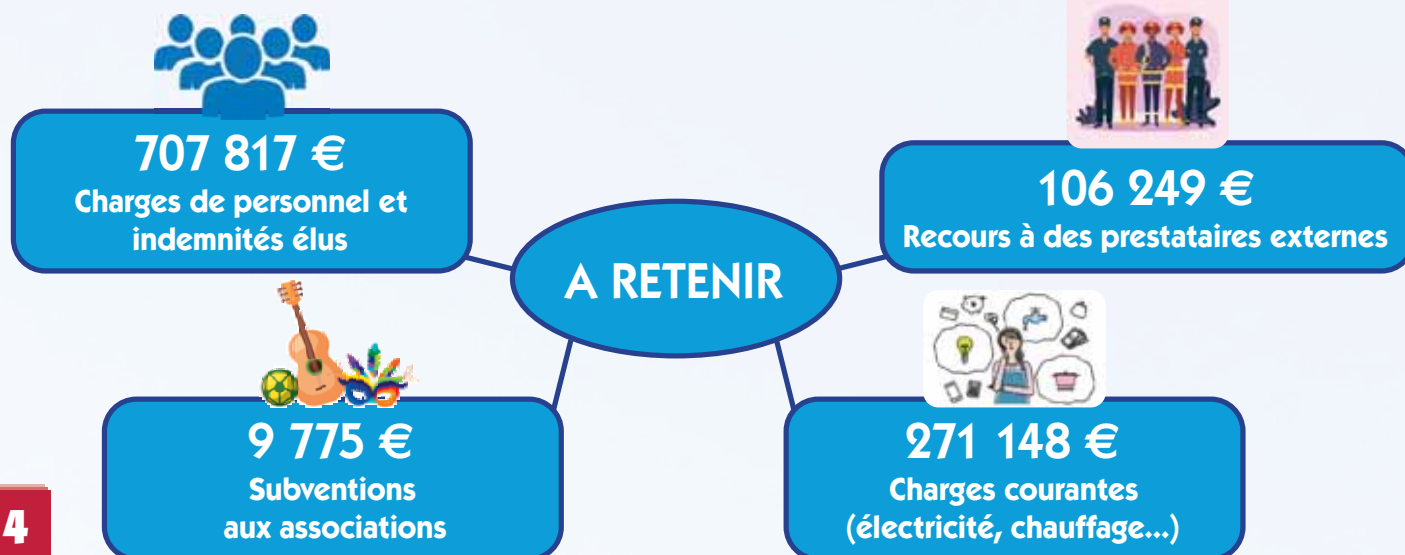 707 817 €
Charges de personnel et
indemnités élus
106 249 €
Recours à des prestataires externes
A RETENIR
9 775 €
Subventions
aux associations
271 148 €
Charges courantes
(électricité, chauffage...)
4